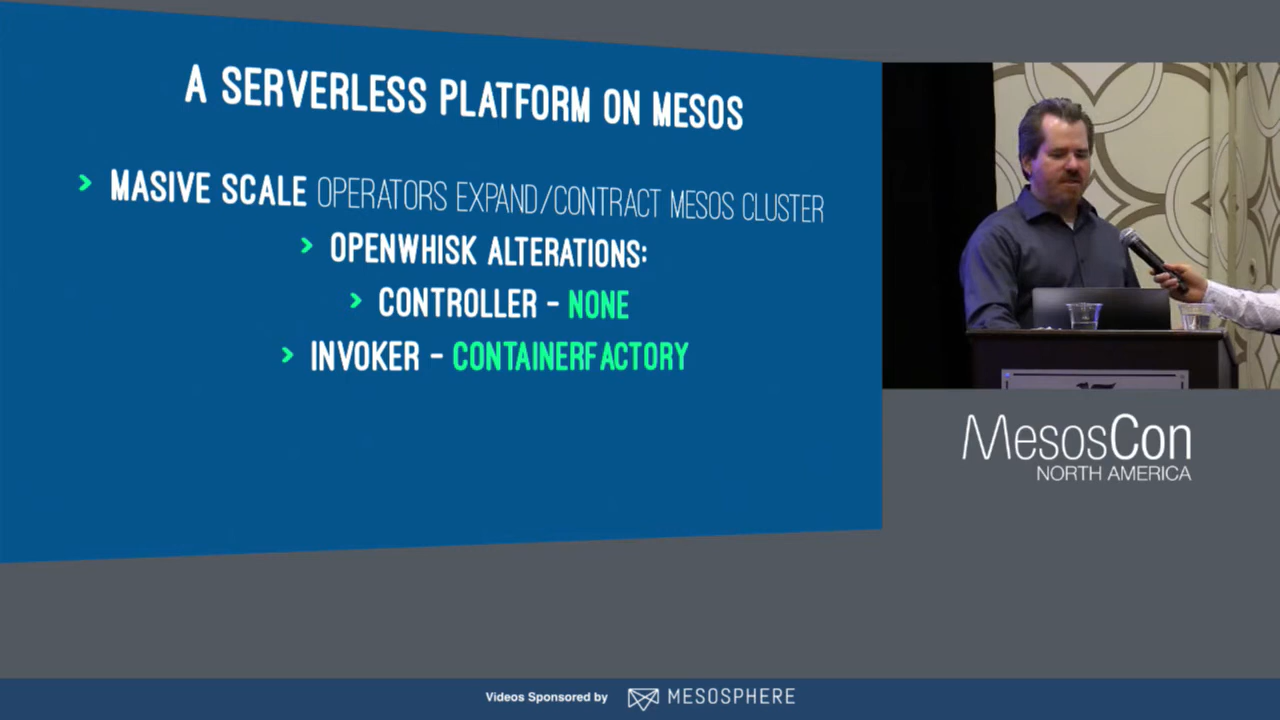 A SERVERLESS PLATFORM ON MESOS
> MASIVE SCALE OPERATORS EXPAND/CONTRACT MESOS CLUSTER
> OPENWHISK ALTERATIONS:
> CONTROLLER - NONE
> INVOKER - CONTAINERFACTORY
MesosCon
NORTH AMERICA
Videos Sponsored by MESOSPHERE